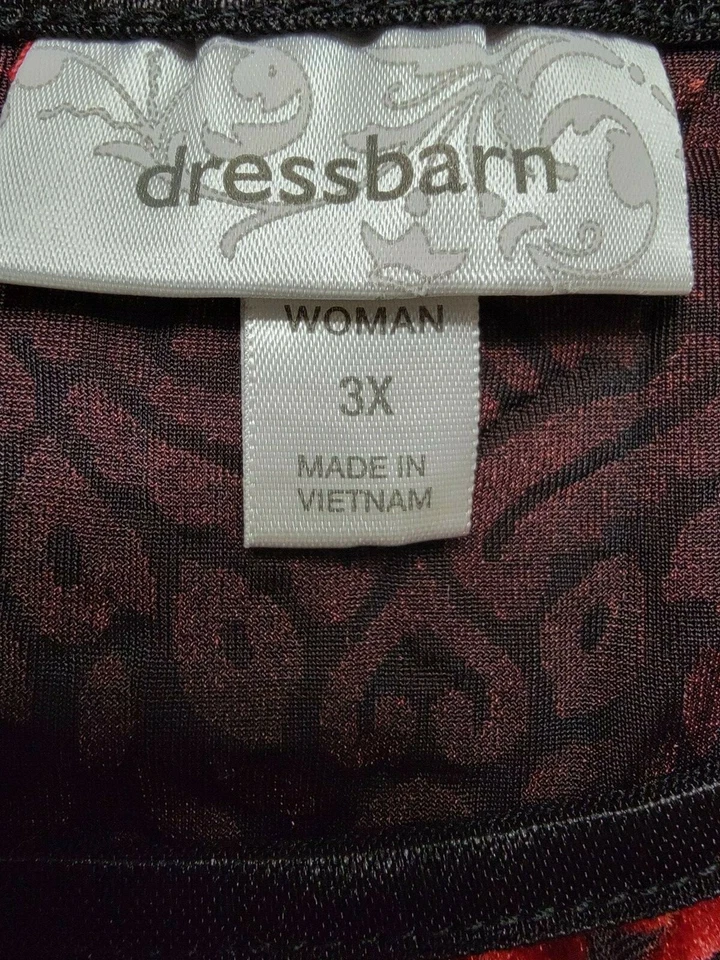 dressbarn
WOMAN
3X
MADE IN
VIETNAM